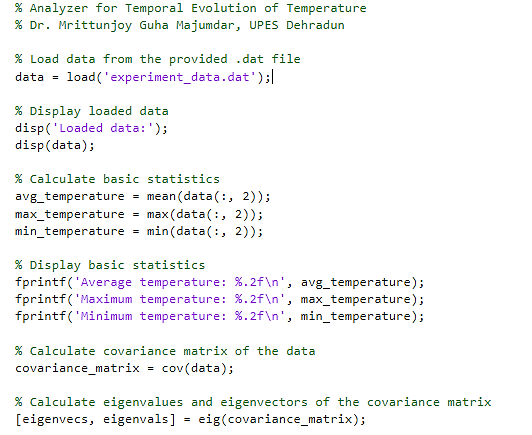 % Analyzer for Temporal Evolution of Temperature
% Dr. Mrittunjoy Guha Majumdar, UPES Dehradun
% Load data from the provided .dat file
data = load('experiment_data.dat');
% Display loaded data
disp('Loaded data:');
disp(data);
% Calculate basic statistics
avg_temperature = mean(data(:, 2));
max_temperature = max(data(:, 2));
min_temperature = min(data(:, 2));
% Display basic statistics
fprintf('Average temperature: %.2f\n', avg_temperature);
fprintf('Maximum temperature: %.2f\n', max_temperature);
fprintf('Minimum temperature: %.2f\n', min_temperature);
% Calculate covariance matrix of the data
covariance_matrix = cov(data);
% Calculate eigenvalues and eigenvectors of the covariance matrix
[eigenvecs, eigenvals] = eig(covariance_matrix);